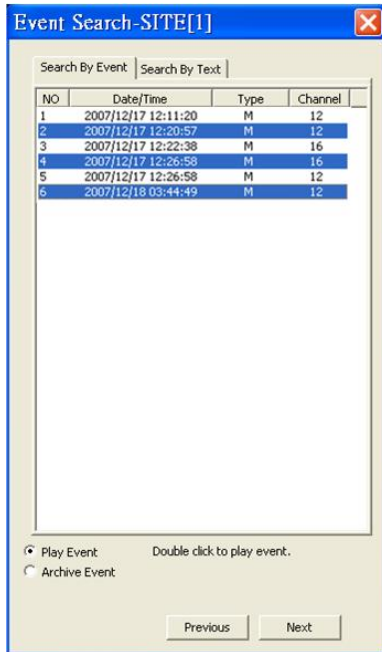 Event Search-SITE[1]
Search By Event Search By Text
NO Date/Time Type Channel
1 2007/12/17 12:11:20 M 12
2 2007/12/17 12:20:57 M 12
3 2007/12/17 12:22:38 M 16
4 2007/12/17 12:26:58 M 16
5 2007/12/17 12:26:58 M 12
6 2007/12/18 03:44:49 M 12
Play Event Double click to play event.
Archive Event
Previous Next